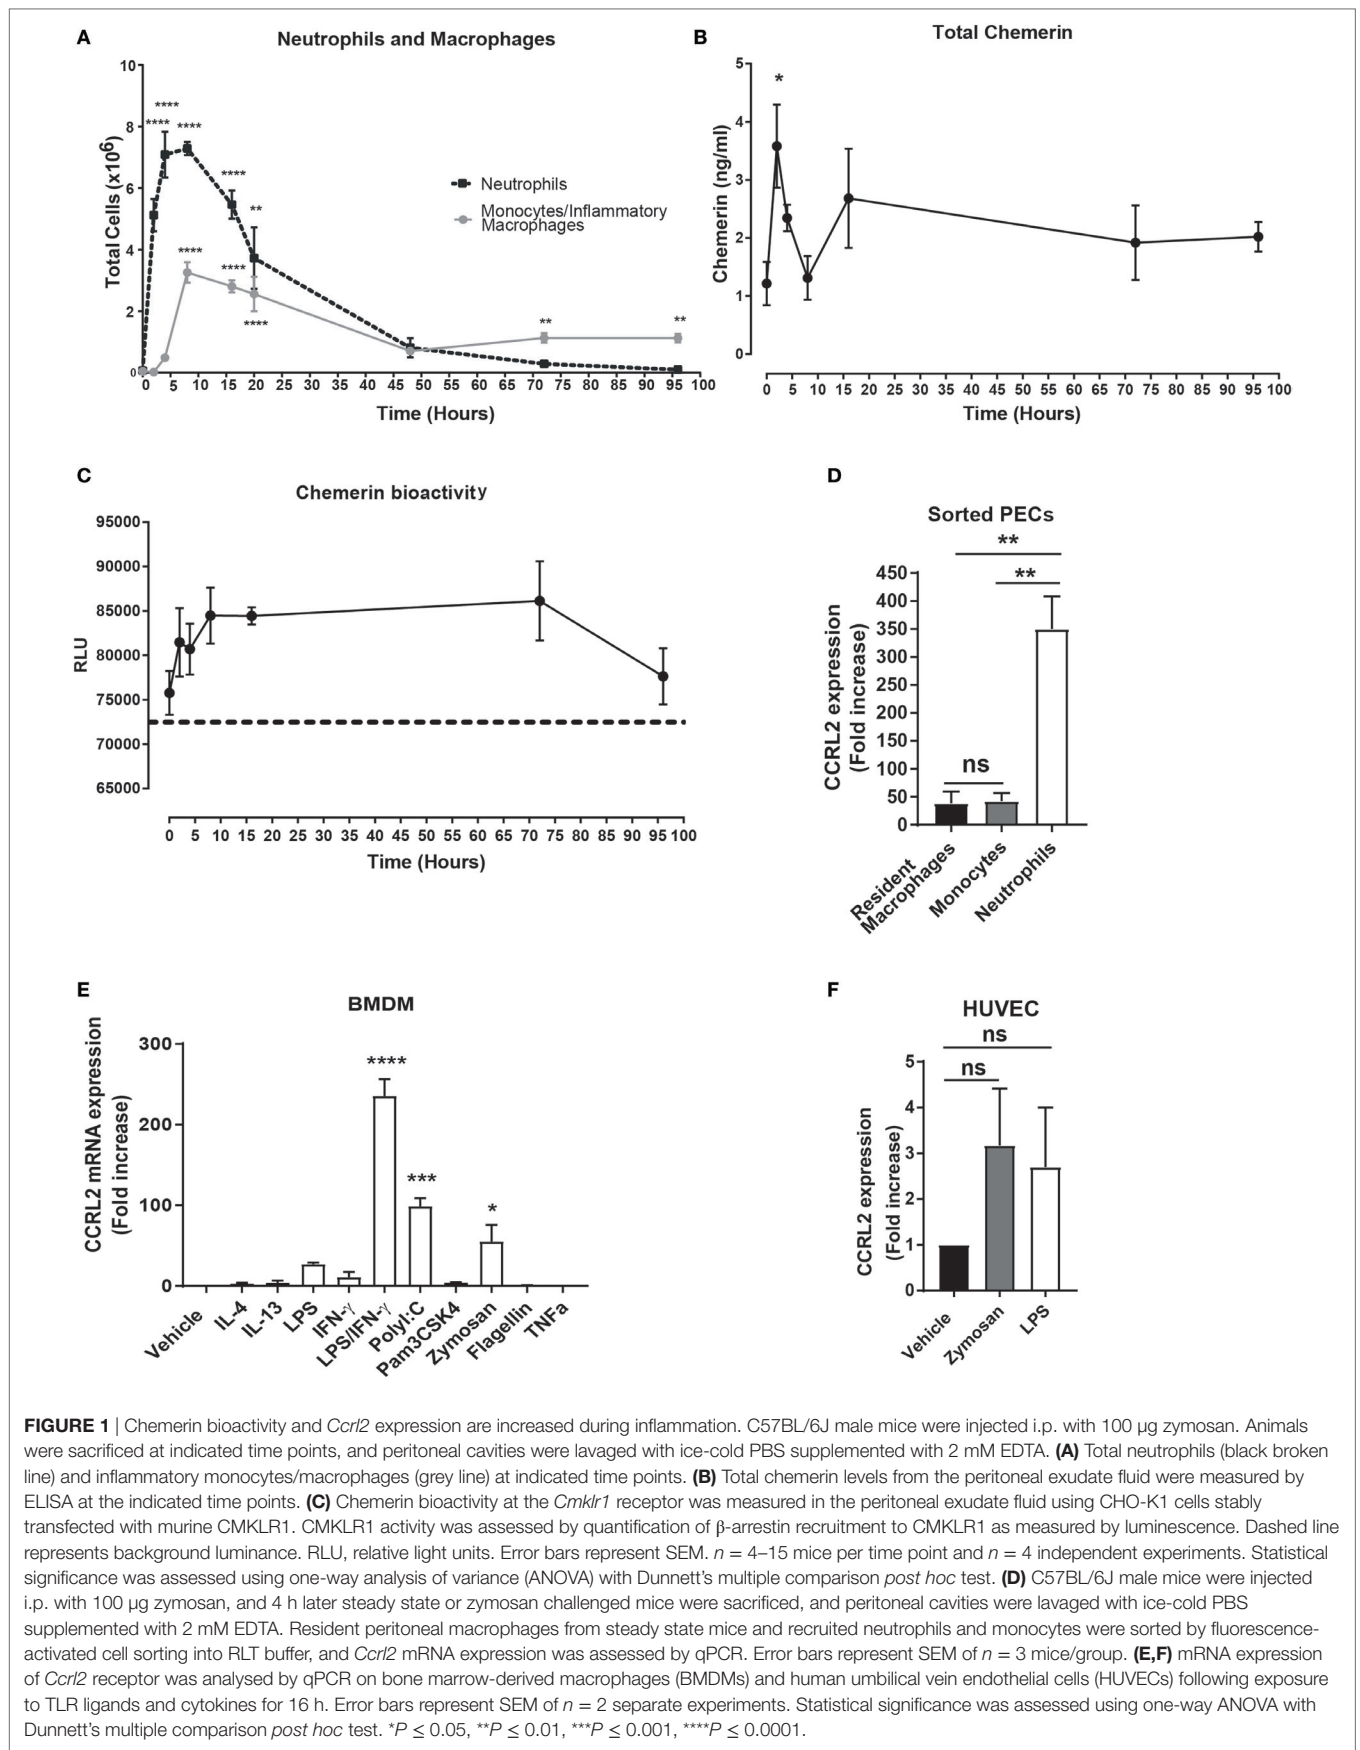 A
Neutrophils and Macrophages
Total Cells (x10⁶)
10
8
6
4
2
0
****
****
****
****
**
****
****
****
**
**
Neutrophils
Monocytes/Inflammatory
Macrophages
0 5 10 15 20 25 30 35 40 45 50 55 60 65 70 75 80 85 90 95 100
Time (Hours)
B
Total Chemerin
Chemerin (ng/ml)
5
4
3
2
1
0
*
0 5 10 15 20 25 30 35 40 45 50 55 60 65 70 75 80 85 90 95 100
Time (Hours)
C
Chemerin bioactivity
RLU
95000
90000
85000
80000
75000
70000
65000
0 5 10 15 20 25 30 35 40 45 50 55 60 65 70 75 80 85 90 95 100
Time (Hours)
D
Sorted PECs
**
**
ns
CCRL2 expression
(Fold increase)
450
400
350
300
250
200
150
100
50
0
Resident
Macrophages
Monocytes
Neutrophils
E
BMDM
CCRL2 mRNA expression
(Fold increase)
300
200
100
0
****
***
*
Vehicle
IL-4
IL-13
LPS
IFN-γ
LPS/IFN-γ
PolyI:C
Pam3CSK4
Zymosan
Flagellin
TNFa
F
HUVEC
ns
ns
CCRL2 expression
(Fold increase)
5
4
3
2
1
0
Vehicle
Zymosan
LPS
FIGURE 1 | Chemerin bioactivity and Ccrl2 expression are increased during inflammation. C57BL/6J male mice were injected i.p. with 100 μg zymosan. Animals
were sacrificed at indicated time points, and peritoneal cavities were lavaged with ice-cold PBS supplemented with 2 mM EDTA. (A) Total neutrophils (black broken
line) and inflammatory monocytes/macrophages (grey line) at indicated time points. (B) Total chemerin levels from the peritoneal exudate fluid were measured by
ELISA at the indicated time points. (C) Chemerin bioactivity at the Cmklr1 receptor was measured in the peritoneal exudate fluid using CHO-K1 cells stably
transfected with murine CMKLR1. CMKLR1 activity was assessed by quantification of β-arrestin recruitment to CMKLR1 as measured by luminescence. Dashed line
represents background luminance. RLU, relative light units. Error bars represent SEM. n = 4–15 mice per time point and n = 4 independent experiments. Statistical
significance was assessed using one-way analysis of variance (ANOVA) with Dunnett's multiple comparison post hoc test. (D) C57BL/6J male mice were injected
i.p. with 100 μg zymosan, and 4 h later steady state or zymosan challenged mice were sacrificed, and peritoneal cavities were lavaged with ice-cold PBS
supplemented with 2 mM EDTA. Resident peritoneal macrophages from steady state mice and recruited neutrophils and monocytes were sorted by fluorescence-
activated cell sorting into RLT buffer, and Ccrl2 mRNA expression was assessed by qPCR. Error bars represent SEM of n = 3 mice/group. (E,F) mRNA expression
of Ccrl2 receptor was analysed by qPCR on bone marrow-derived macrophages (BMDMs) and human umbilical vein endothelial cells (HUVECs) following exposure
to TLR ligands and cytokines for 16 h. Error bars represent SEM of n = 2 separate experiments. Statistical significance was assessed using one-way ANOVA with
Dunnett's multiple comparison post hoc test. *P ≤ 0.05, **P ≤ 0.01, ***P ≤ 0.001, ****P ≤ 0.0001.